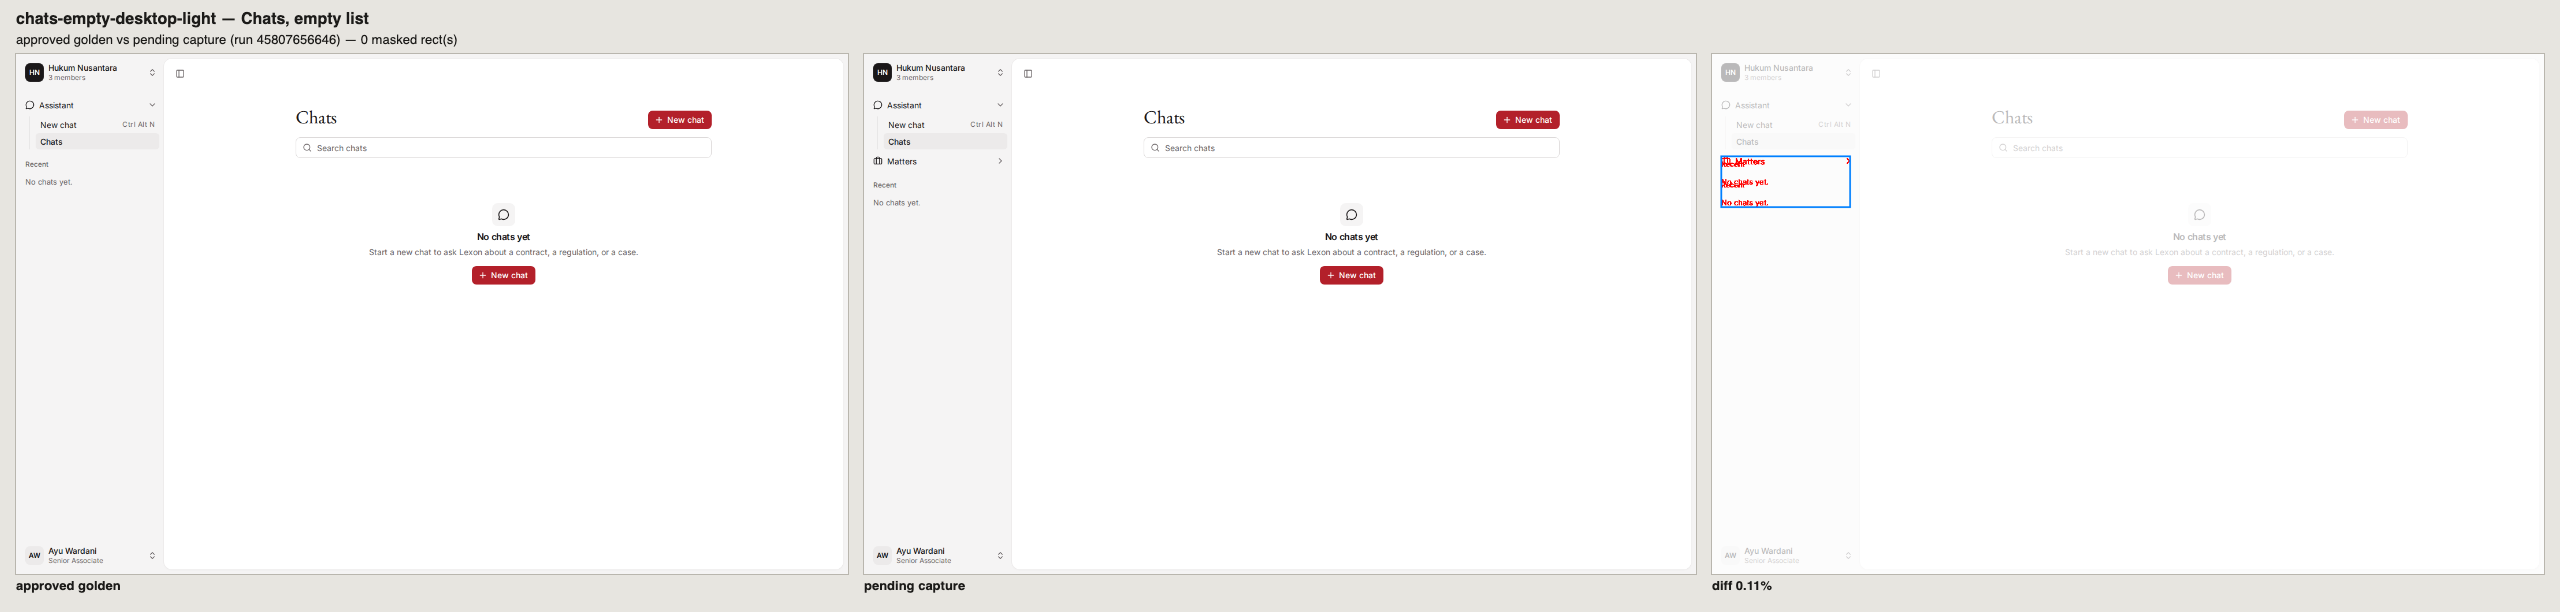 chats-empty-desktop-light — Chats, empty list
approved golden vs pending capture (run 45807656646) — 0 masked rect(s)
HN
Hukum Nusantara
3 members
Assistant
New chat
Ctrl Alt N
Chats
Recent
No chats yet.
Chats
+ New chat
Search chats
No chats yet
Start a new chat to ask Lexon about a contract, a regulation, or a case.
+ New chat
AW
Ayu Wardani
Senior Associate
approved golden
HN
Hukum Nusantara
3 members
Assistant
New chat
Ctrl Alt N
Chats
Matters
Recent
No chats yet.
Chats
+ New chat
Search chats
No chats yet
Start a new chat to ask Lexon about a contract, a regulation, or a case.
+ New chat
AW
Ayu Wardani
Senior Associate
pending capture
HN
Hukum Nusantara
3 members
Assistant
New chat
Ctrl Alt N
Chats
Matters
Recent
No chats yet.
Recent
No chats yet.
Chats
+ New chat
Search chats
No chats yet
Start a new chat to ask Lexon about a contract, a regulation, or a case.
+ New chat
AW
Ayu Wardani
Senior Associate
diff 0.11%